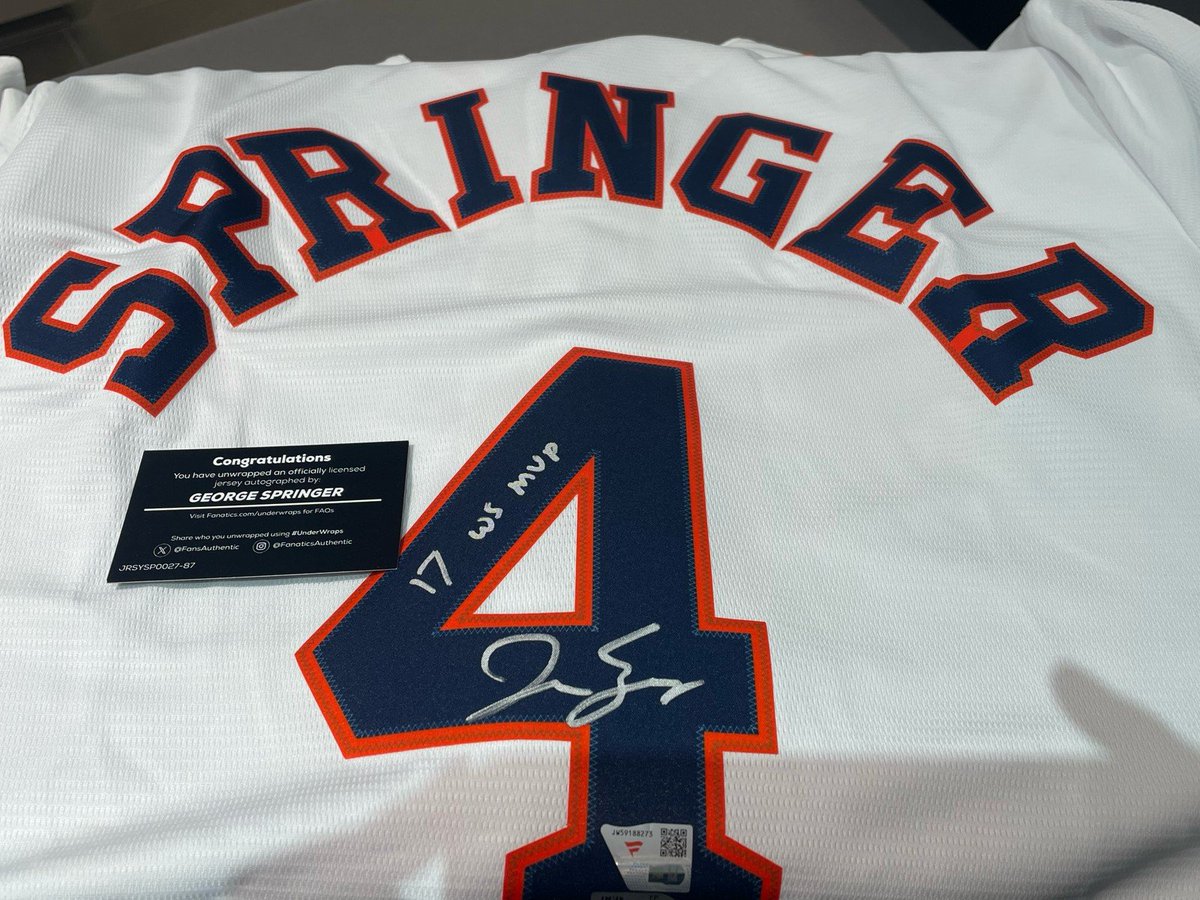 SPRINGER
4
17 WS MVP
Congratulations
You have unwrapped an officially licensed
jersey autographed by:
GEORGE SPRINGER
Visit Fanatics.com/underwraps for FAQs
Share who you unwrapped using #UnderWraps
@FansAuthentic @FanaticsAuthentic
JRSYSP0027-87
JW59188273